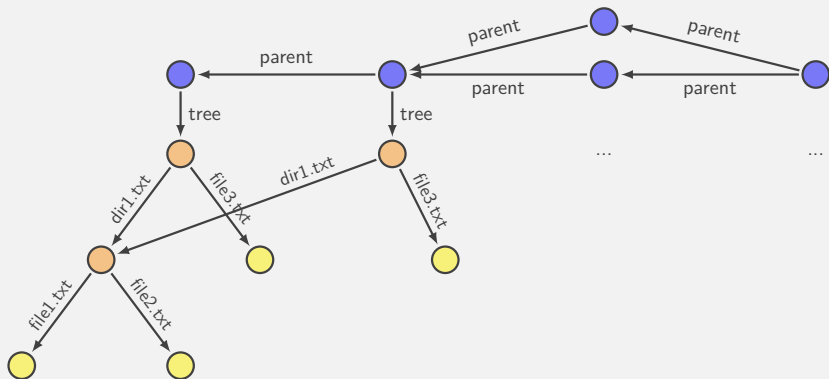 parent
parent
parent
parent
parent
tree
tree
...
...
dir1.txt
file3.txt
dir1.txt
file3.txt
file1.txt
file2.txt